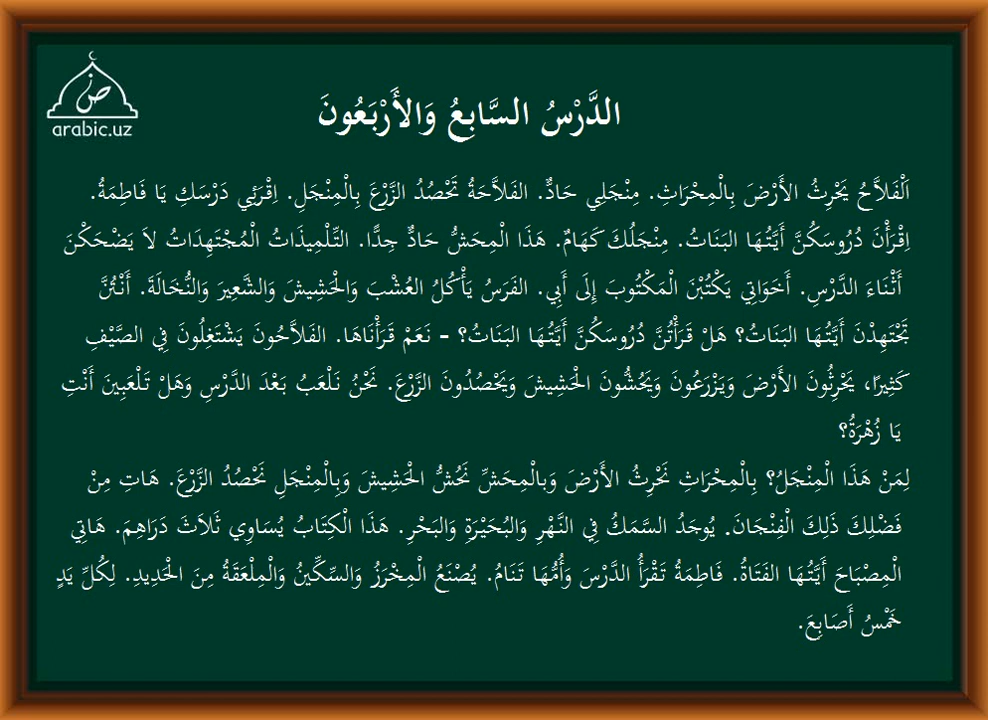 ض
arabic.uz
الدَّرْسُ السَّابِعُ وَالأَرْبَعُونَ
اَلْفَلاَّحُ يَحْرِثُ الأَرْضَ بِالْمِحْرَاثِ. مِنْجَلِي حَادٌّ. الفَلاَّحَةُ تَحْصُدُ الزَّرْعَ بِالْمِنْجَلِ. اِقْرَئِي دَرْسَكِ يَا فَاطِمَةُ.
اِقْرَأْنَ دُرُوسَكُنَّ أَيَّتُهَا البَنَاتُ. مِنْجَلُكَ كَهَامٌ. هَذَا الْمِحَشُّ حَادٌّ جِدًّا. التِّلْمِيذَاتُ الْمُجْتَهِدَاتُ لاَ يَضْحَكْنَ
أَثْنَاءَ الدَّرْسِ. أَخَوَاتِي يَكْتُبْنَ الْمَكْتُوبَ إِلَى أَبِي. الفَرَسُ يَأْكُلُ العُشْبَ وَالْحَشِيشَ وَالشَّعِيرَ وَالنُّخَالَةَ. أَنْتُنَّ
تَجْتَهِدْنَ أَيَّتُهَا البَنَاتُ؟ هَلْ قَرَأْتُنَّ دُرُوسَكُنَّ أَيَّتُهَا البَنَاتُ؟ - نَعَمْ قَرَأْنَاهَا. الفَلاَّحُونَ يَشْتَغِلُونَ فِي الصَّيْفِ
كَثِيرًا، يَحْرِثُونَ الأَرْضَ وَيَزْرَعُونَ وَيَحُشُّونَ الْحَشِيشَ وَيَحْصُدُونَ الزَّرْعَ. نَحْنُ نَلْعَبُ بَعْدَ الدَّرْسِ وَهَلْ تَلْعَبِينَ أَنْتِ
يَا زُهْرَةُ؟
لِمَنْ هَذَا الْمِنْجَلُ؟ بِالْمِحْرَاثِ نَحْرِثُ الأَرْضَ وَبالْمِحَشِّ نَحُشُّ الْحَشِيشَ وَبِالْمِنْجَلِ نَحْصُدُ الزَّرْعَ. هَاتِ مِنْ
فَضْلِكَ ذَلِكَ الْفِنْجَانَ. يُوجَدُ السَّمَكُ فِي النَّهْرِ وَالبُحَيْرَةِ وَالبَحْرِ. هَذَا الْكِتَابُ يُسَاوِي ثَلاَثَ دَرَاهِمَ. هَاتِي
الْمِصْبَاحَ أَيَّتُهَا الفَتَاةُ. فَاطِمَةُ تَقْرَأُ الدَّرْسَ وَأُمُّهَا تَنَامُ. يُصْنَعُ الْمِخْرَزُ وَالسِّكِّينُ وَالْمِلْعَقَةُ مِنَ الْحَدِيدِ. لِكُلِّ يَدٍ
خَمْسُ أَصَابِعَ.